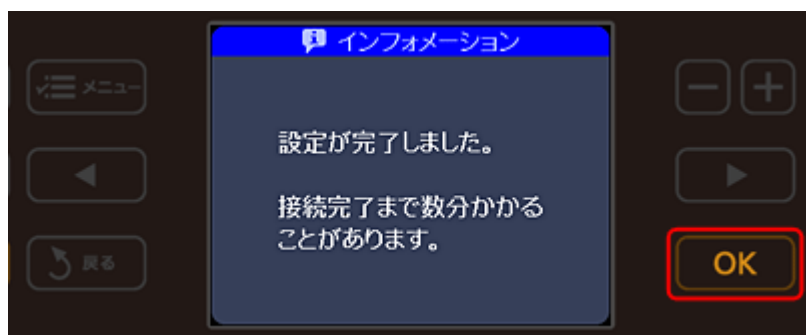 インフォメーション
メニュー
設定が完了しました。
接続完了まで数分かかる
ことがあります。
戻る
OK